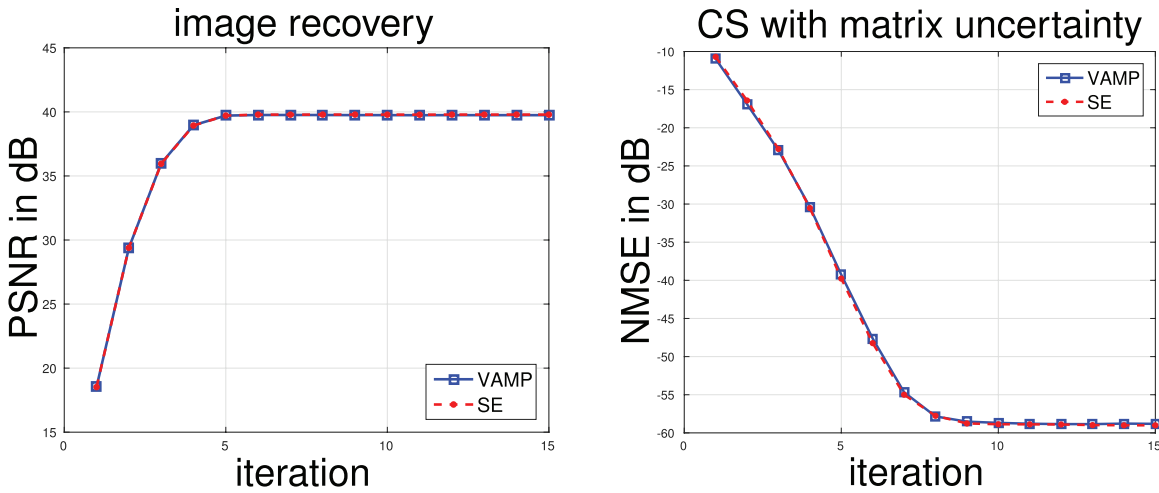 image recovery
PSNR in dB
45
40
35
30
25
20
15
0
5
10
15
iteration
VAMP
SE
CS with matrix uncertainty
NMSE in dB
-10
-15
-20
-25
-30
-35
-40
-45
-50
-55
-60
0
5
10
15
iteration
VAMP
SE